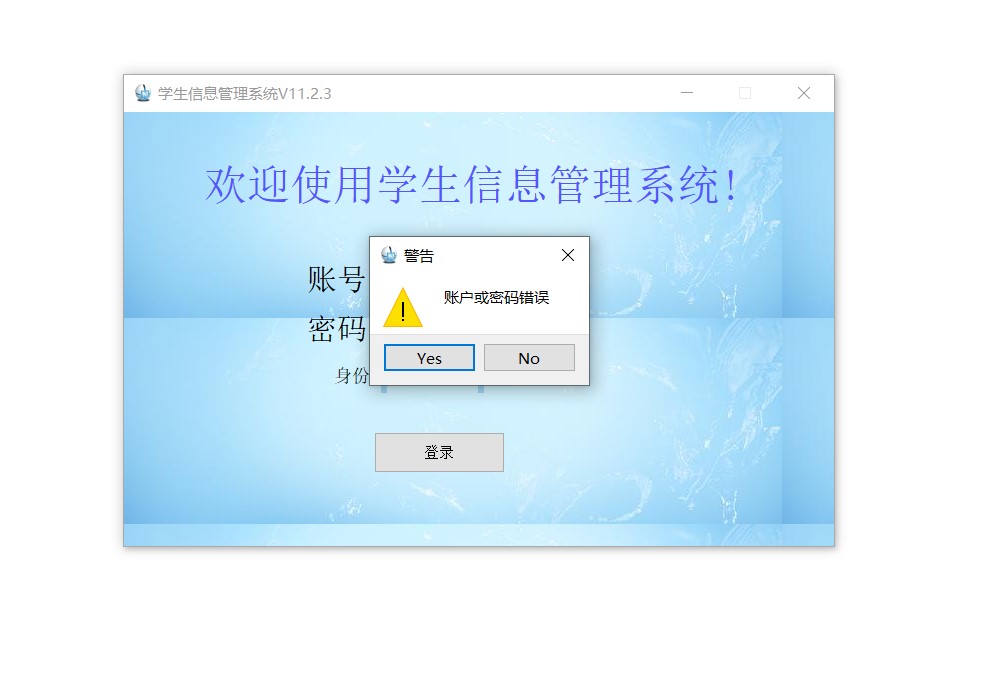 学生信息管理系统V11.2.3
欢迎使用学生信息管理系统!
警告
账户或密码错误
Yes
No
账号
密码
身份
登录